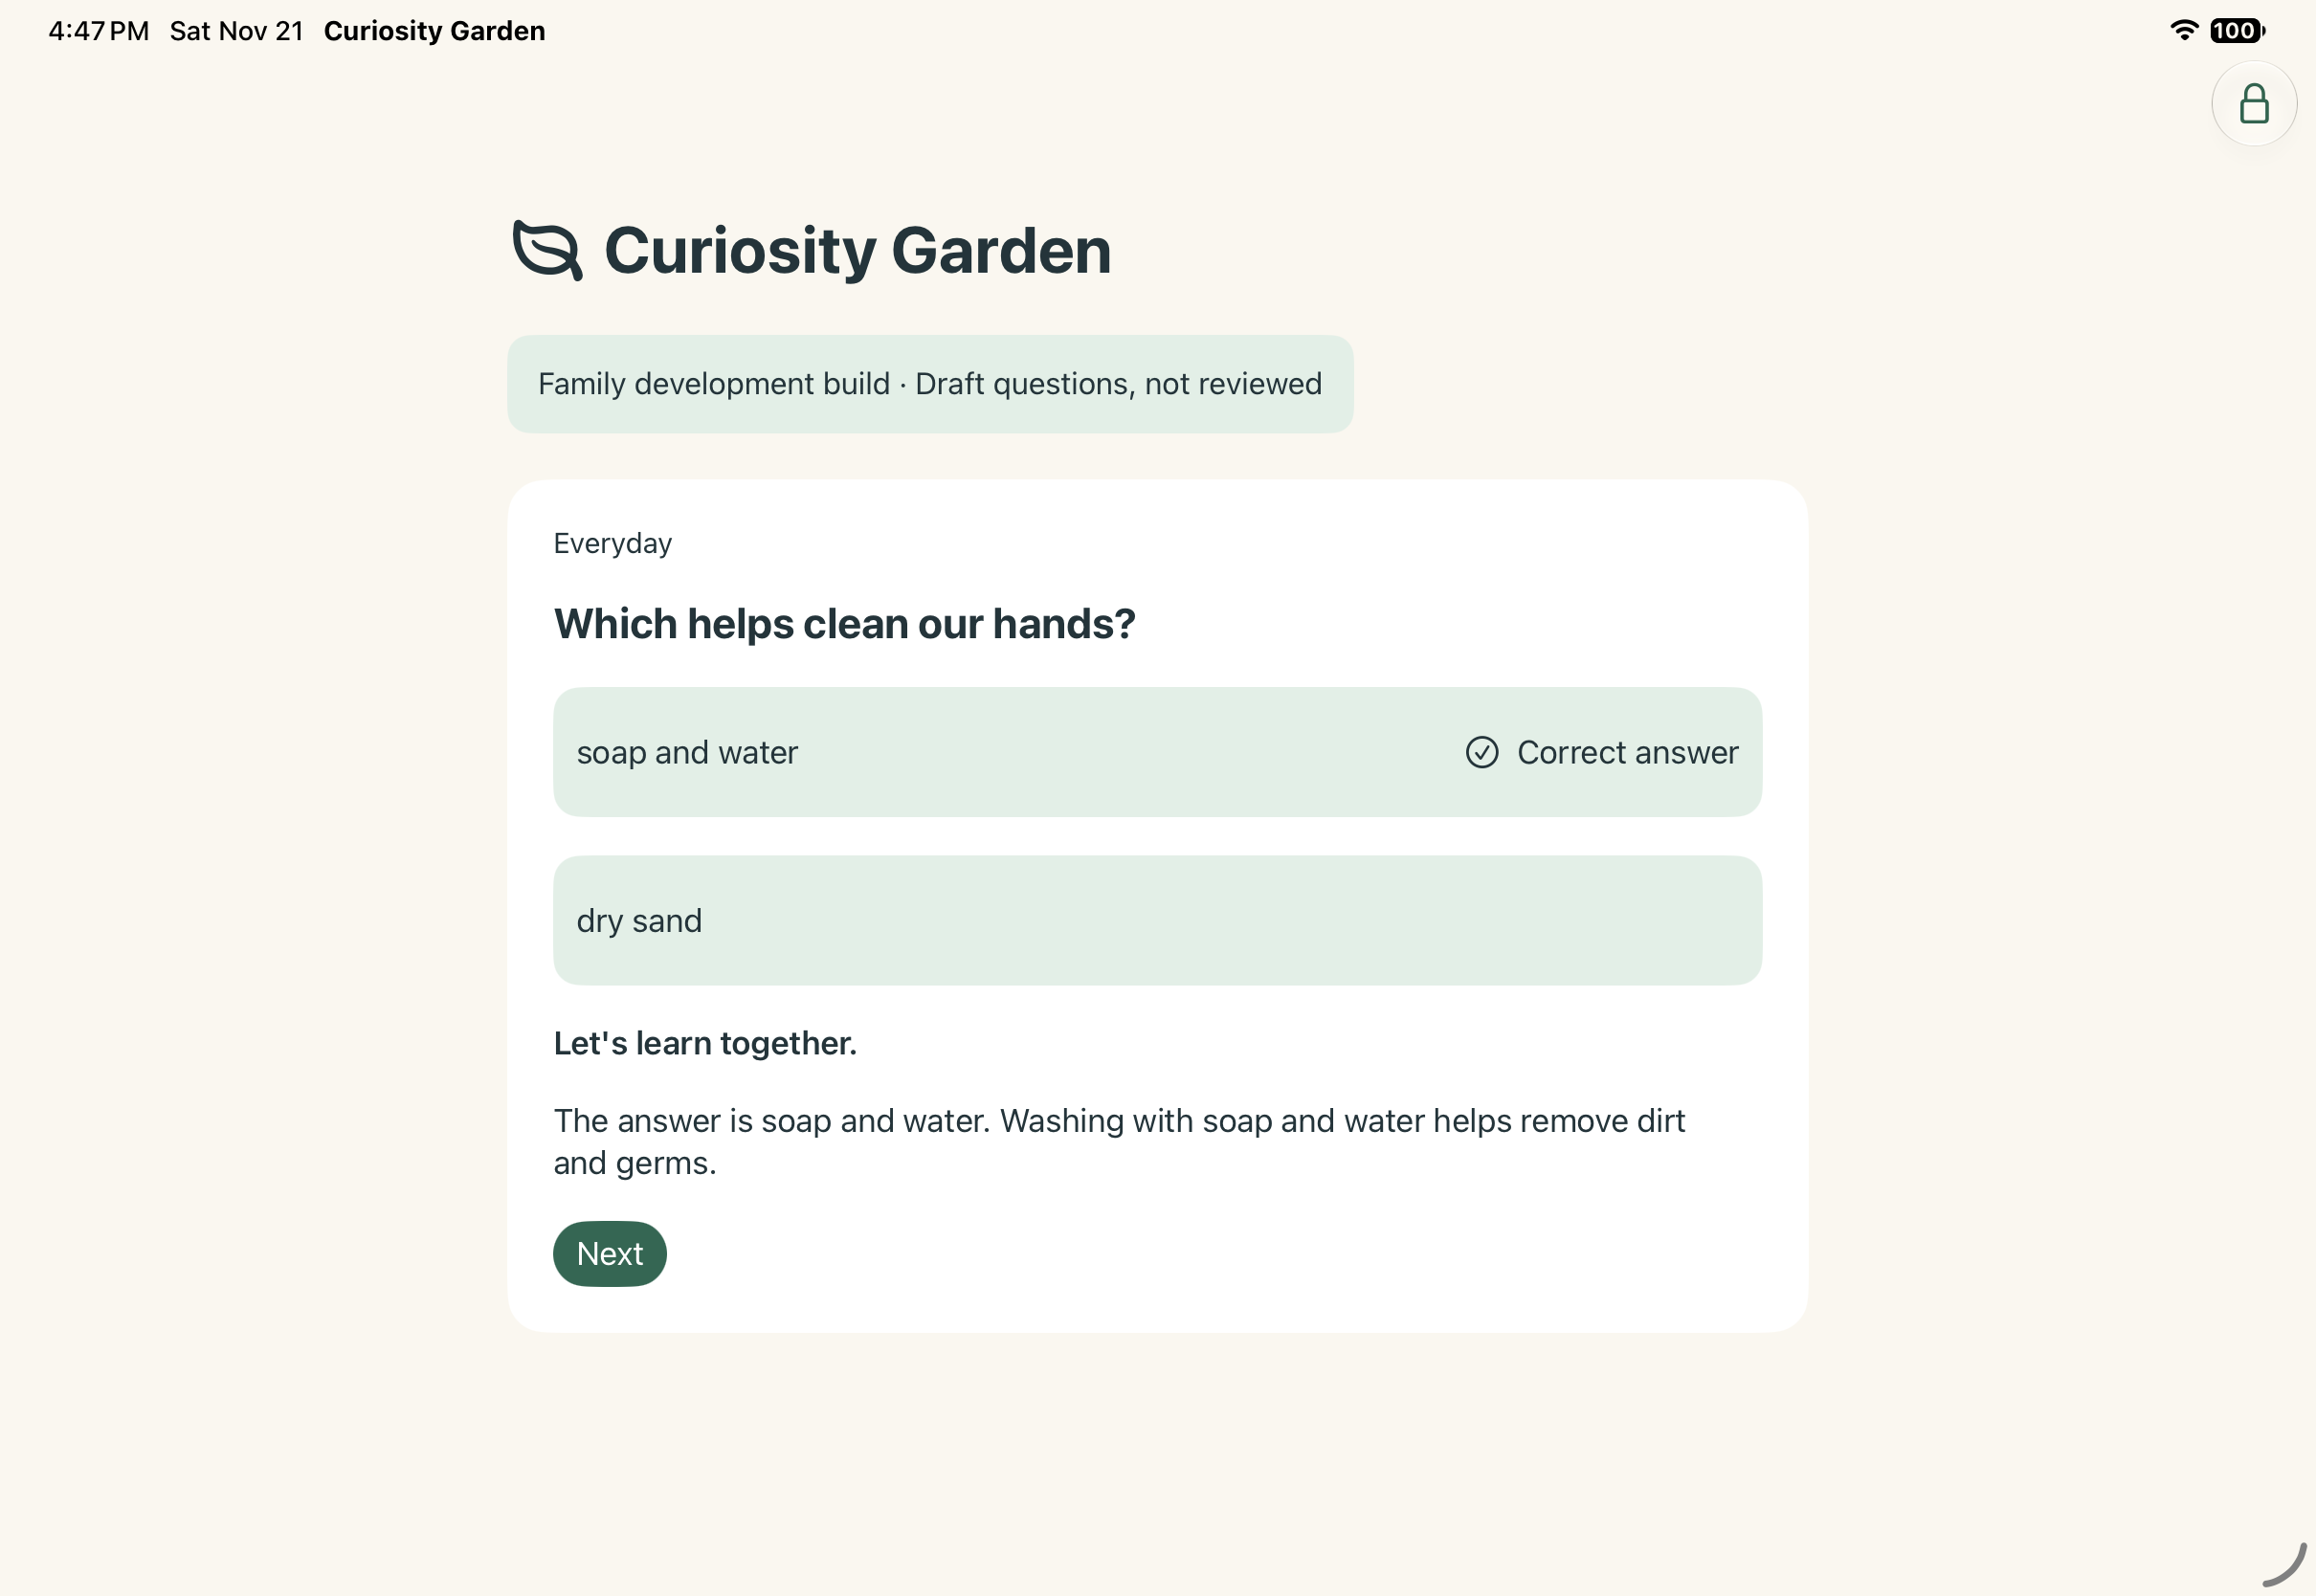 4:47 PM Sat Nov 21 Curiosity Garden 100
Curiosity Garden
Family development build · Draft questions, not reviewed
Everyday
Which helps clean our hands?
soap and water Correct answer
dry sand
Let's learn together.
The answer is soap and water. Washing with soap and water helps remove dirt
and germs.
Next